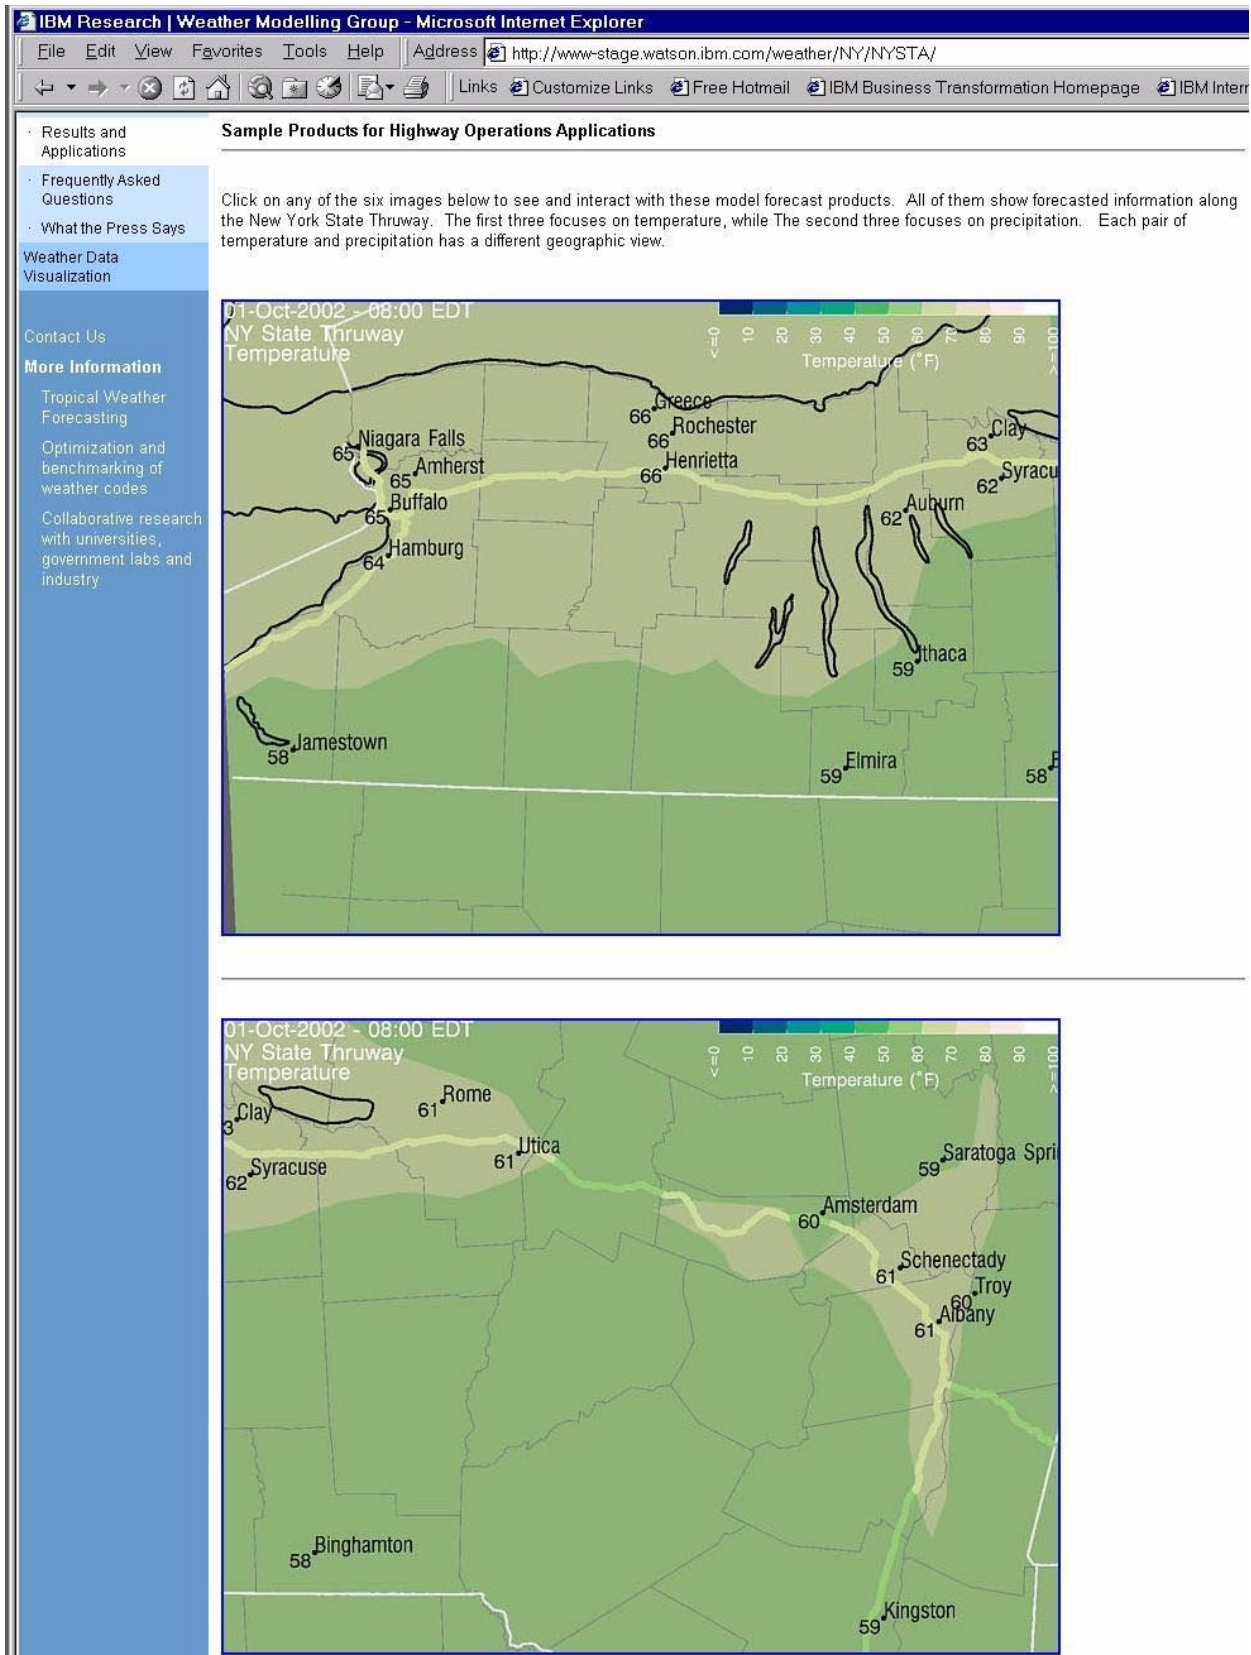 IBM Research | Weather Modelling Group - Microsoft Internet Explorer
File Edit View Favorites Tools Help Address http://www-stage.watson.ibm.com/weather/NY/NYSTA/
Links Customize Links Free Hotmail IBM Business Transformation Homepage IBM Intern
· Results and
Applications
· Frequently Asked
Questions
· What the Press Says
Weather Data
Visualization
Contact Us
More Information
Tropical Weather
Forecasting
Optimization and
benchmarking of
weather codes
Collaborative research
with universities,
government labs and
industry
Sample Products for Highway Operations Applications
Click on any of the six images below to see and interact with these model forecast products. All of them show forecasted information along
the New York State Thruway. The first three focuses on temperature, while The second three focuses on precipitation. Each pair of
temperature and precipitation has a different geographic view.
01-Oct-2002 - 08:00 EDT
NY State Thruway
Temperature
<=0 10 20 30 40 50 60 70 80 90 >=100
Temperature (°F)
Greece
66
Rochester
66
Niagara Falls
65
Clay
63
Henrietta
66
Amherst
65
Syracu
62
Buffalo
65
Auburn
62
Hamburg
64
Ithaca
59
Jamestown
58
Elmira
59
58
01-Oct-2002 - 08:00 EDT
NY State Thruway
Temperature
<=0 10 20 30 40 50 60 70 80 90 >=100
Temperature (°F)
Rome
61
Clay
3
Utica
61
Saratoga Spri
59
Syracuse
62
Amsterdam
60
Schenectady
61
Troy
60
Albany
61
Binghamton
58
Kingston
59